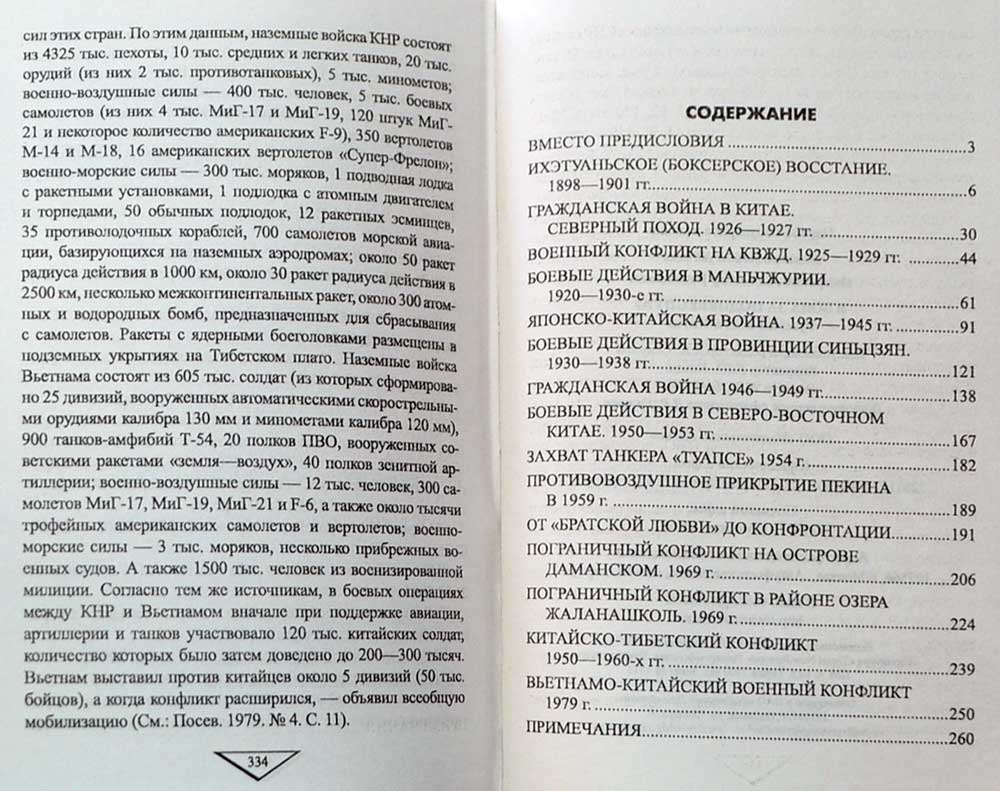 сил этих стран. По этим данным, наземные войска КНР состоят
из 4325 тыс. пехоты, 10 тыс. средних и легких танков, 20 тыс.
орудий (из них 2 тыс. противотанковых), 5 тыс. минометов;
военно-воздушные силы — 400 тыс. человек, 5 тыс. боевых
самолетов (из них 4 тыс. МиГ-17 и МиГ-19, 120 штук МиГ-
21 и некоторое количество американских F-9), 350 вертолетов
М-14 и М-18, 16 американских вертолетов «Супер-Фрелон»;
военно-морские силы — 300 тыс. моряков, 1 подводная лодка
с ракетными установками, 1 подлодка с атомным двигателем
и торпедами, 50 обычных подлодок, 12 ракетных эсминцев,
35 противолодочных кораблей, 700 самолетов морской авиа-
ции, базирующихся на наземных аэродромах; около 50 ракет
радиуса действия в 1000 км, около 30 ракет радиуса действия в
2500 км, несколько межконтинентальных ракет, около 300 атом-
ных и водородных бомб, предназначенных для сбрасывания
с самолетов. Ракеты с ядерными боеголовками размещены в
подземных укрытиях на Тибетском плато. Наземные войска
Вьетнама состоят из 605 тыс. солдат (из которых сформирова-
но 25 дивизий, вооруженных автоматическими скорострельны-
ми орудиями калибра 130 мм и минометами калибра 120 мм),
900 танков-амфибий Т-54, 20 полков ПВО, вооруженных со-
ветскими ракетами «земля—воздух», 40 полков зенитной ар-
тиллерии; военно-воздушные силы — 12 тыс. человек, 300 са-
молетов МиГ-17, МиГ-19, МиГ-21 и F-6, а также около тысячи
трофейных американских самолетов и вертолетов; военно-
морские силы — 3 тыс. моряков, несколько прибрежных во-
енных судов. А также 1500 тыс. человек из военизированной
милиции. Согласно тем же источникам, в боевых операциях
между КНР и Вьетнамом вначале при поддержке авиации,
артиллерии и танков участвовало 120 тыс. китайских солдат,
количество которых было затем доведено до 200—300 тысяч.
Вьетнам выставил против китайцев около 5 дивизий (50 тыс.
бойцов), а когда конфликт расширился, — объявил всеобщую
мобилизацию (См.: Посев. 1979. № 4. С. 11).
334
СОДЕРЖАНИЕ
ВМЕСТО ПРЕДИСЛОВИЯ 3
ИХЭТУАНЬСКОЕ (БОКСЕРСКОЕ) ВОССТАНИЕ.
1898—1901 гг. 6
ГРАЖДАНСКАЯ ВОЙНА В КИТАЕ.
СЕВЕРНЫЙ ПОХОД. 1926—1927 гг. 30
ВОЕННЫЙ КОНФЛИКТ НА КВЖД. 1925—1929 гг. 44
БОЕВЫЕ ДЕЙСТВИЯ В МАНЬЧЖУРИИ.
1920—1930-е гг. 61
ЯПОНСКО-КИТАЙСКАЯ ВОЙНА. 1937—1945 гг. 91
БОЕВЫЕ ДЕЙСТВИЯ В ПРОВИНЦИИ СИНЬЦЗЯН.
1930—1938 гг. 121
ГРАЖДАНСКАЯ ВОЙНА 1946—1949 гг. 138
БОЕВЫЕ ДЕЙСТВИЯ В СЕВЕРО-ВОСТОЧНОМ
КИТАЕ. 1950—1953 гг. 167
ЗАХВАТ ТАНКЕРА «ТУАПСЕ» 1954 г. 182
ПРОТИВОВОЗДУШНОЕ ПРИКРЫТИЕ ПЕКИНА
В 1959 г. 189
ОТ «БРАТСКОЙ ЛЮБВИ» ДО КОНФРОНТАЦИИ 191
ПОГРАНИЧНЫЙ КОНФЛИКТ НА ОСТРОВЕ
ДАМАНСКОМ. 1969 г. 206
ПОГРАНИЧНЫЙ КОНФЛИКТ В РАЙОНЕ ОЗЕРА
ЖАЛАНАШКОЛЬ. 1969 г. 224
КИТАЙСКО-ТИБЕТСКИЙ КОНФЛИКТ
1950—1960-х гг. 239
ВЬЕТНАМО-КИТАЙСКИЙ ВОЕННЫЙ КОНФЛИКТ
1979 г. 250
ПРИМЕЧАНИЯ 260